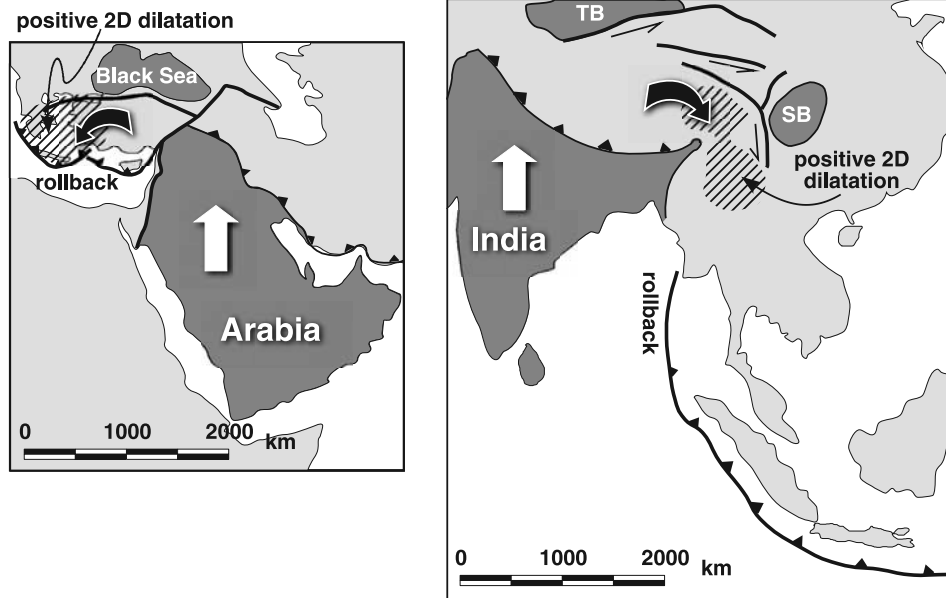 positive 2D
dilatation
Black Sea
rollback
Arabia
0 1000 2000 km
TB
SB
positive 2D
dilatation
India
rollback
0 1000 2000 km